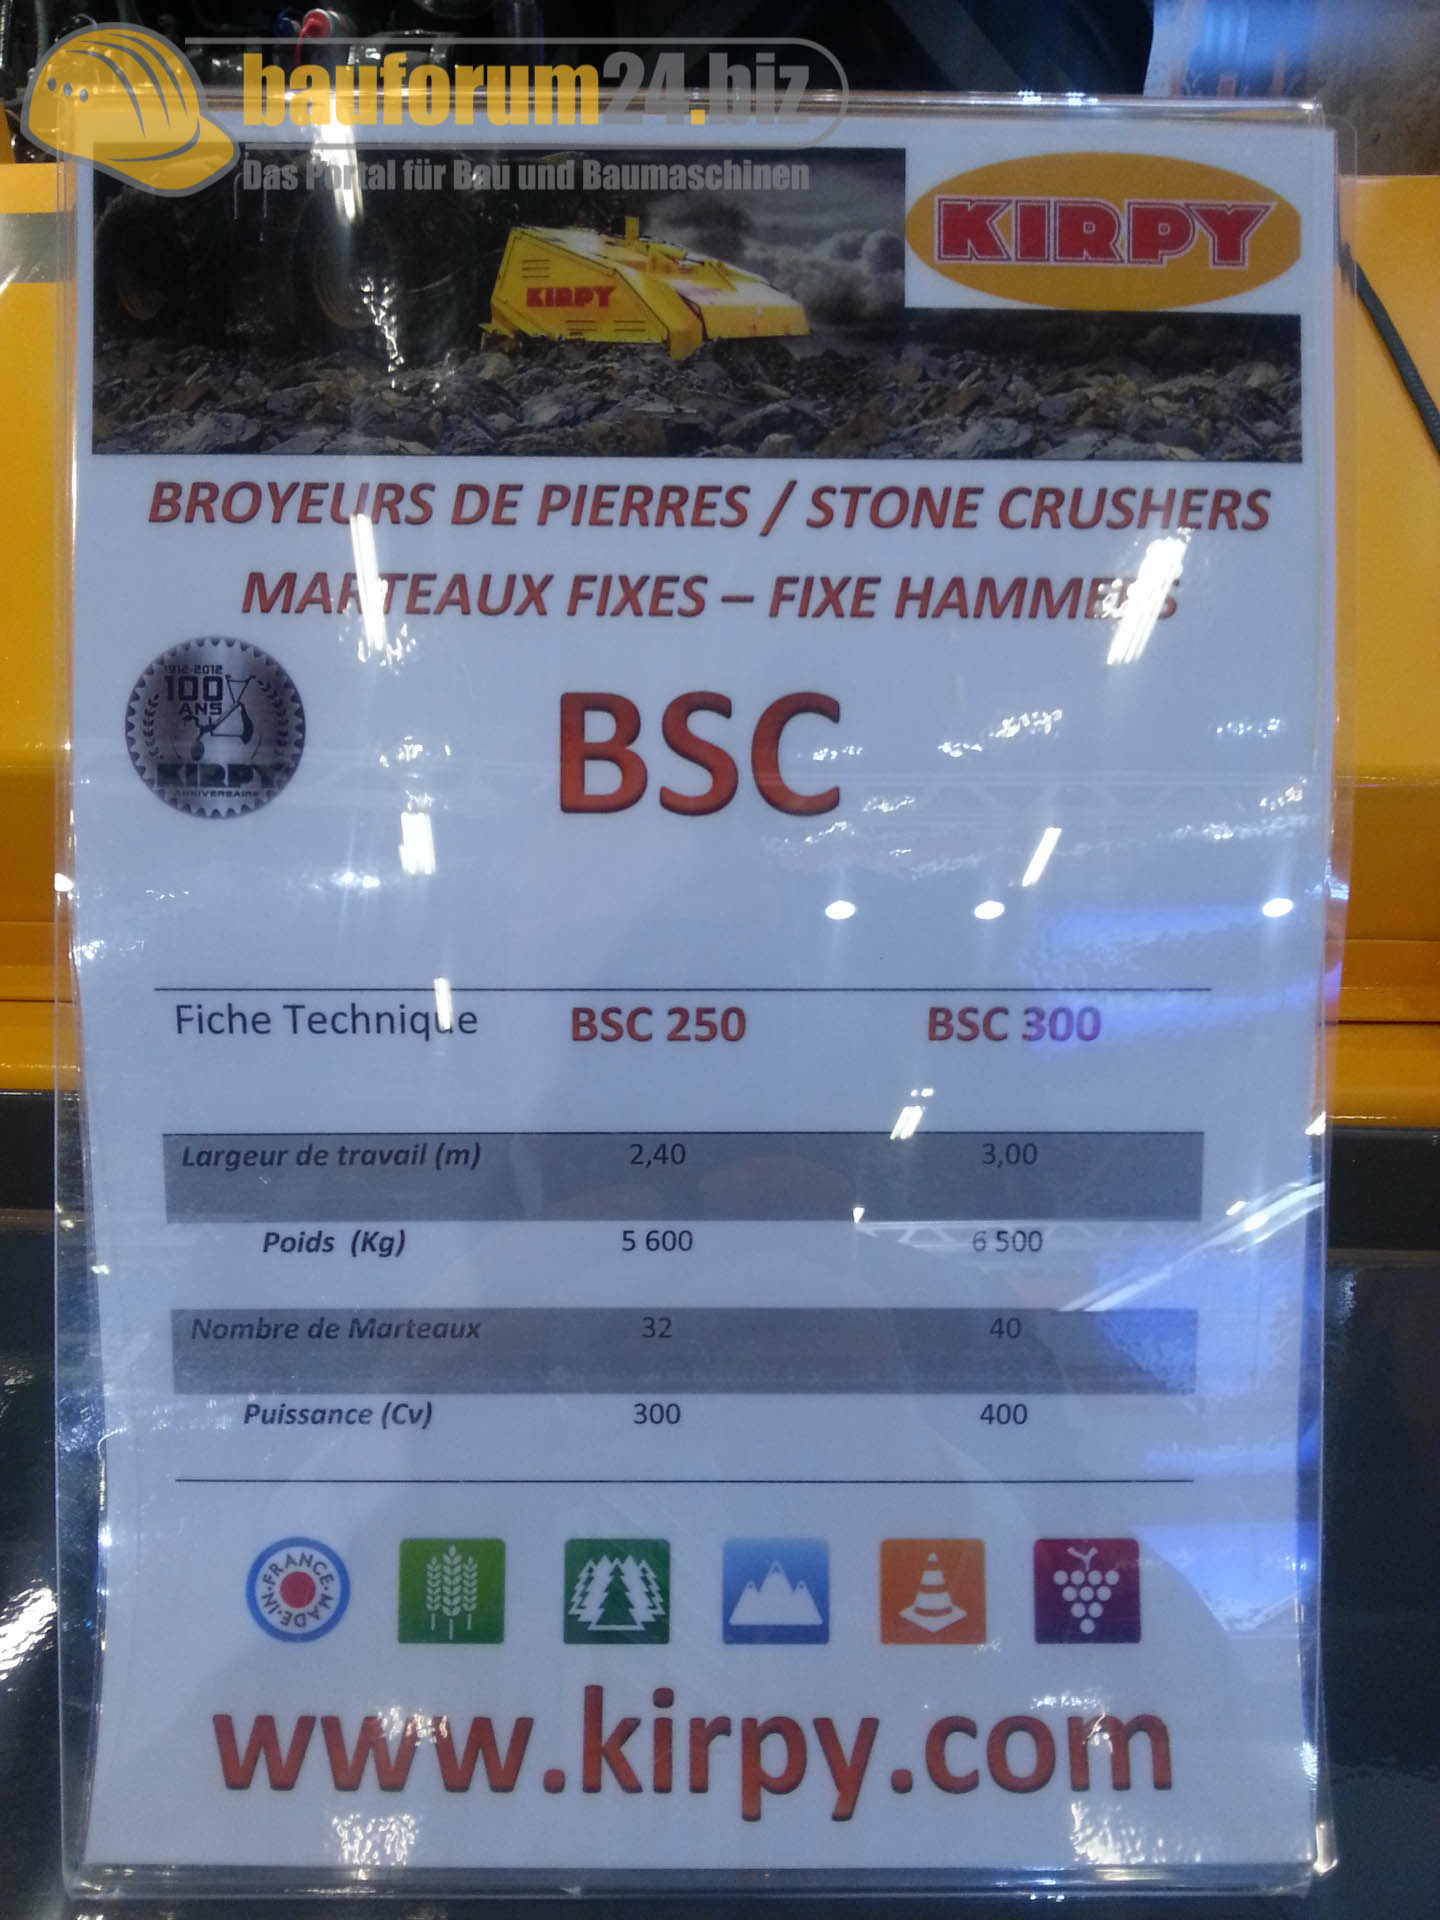 bauforum24.biz
Das Portal für Bau und Baumaschinen
KIRPY
KIRPY
BROYEURS DE PIERRES / STONE CRUSHERS
MARTEAUX FIXES – FIXE HAMMERS
1912-2012
100
ANS
KIRPY
ANNIVERSAIRE
BSC
Fiche Technique BSC 250 BSC 300
Largeur de travail (m) 2,40 3,00
Poids (Kg) 5 600 6 500
Nombre de Marteaux 32 40
Puissance (Cv) 300 400
MADE·IN·FRANCE·
www.kirpy.com